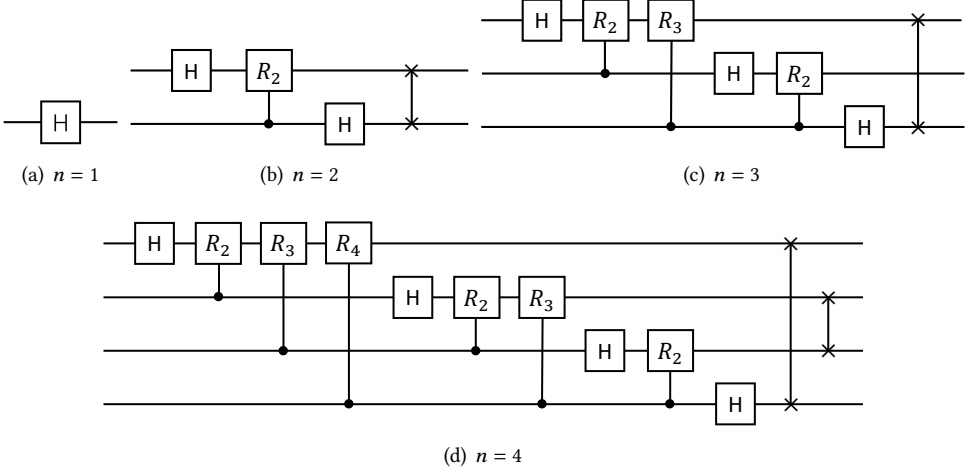 H R₂ R₃
H R₂
H R₂
H
H
H
(a) n = 1
(b) n = 2
(c) n = 3
H R₂ R₃ R₄
H R₂ R₃
H R₂
H
(d) n = 4